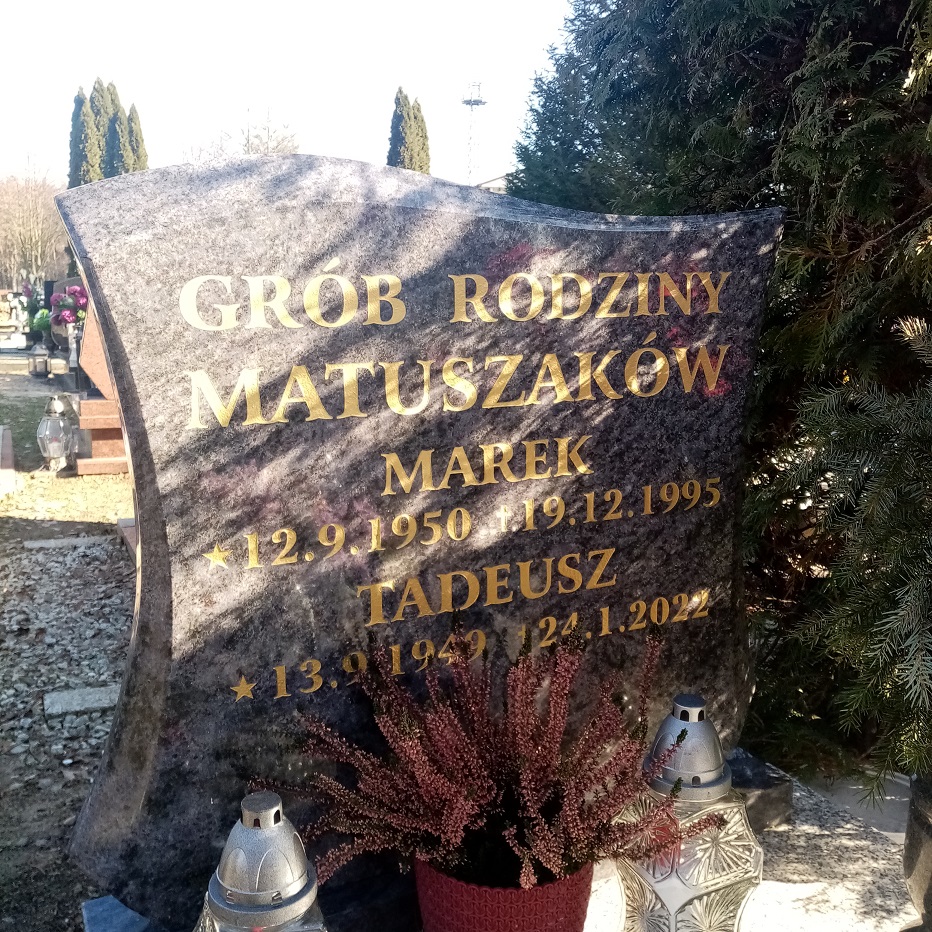 GRÓB RODZINY
MATUSZAKÓW
MAREK
★12.9.1950 †19.12.1995
TADEUSZ
★13.9.1949 †24.1.2022